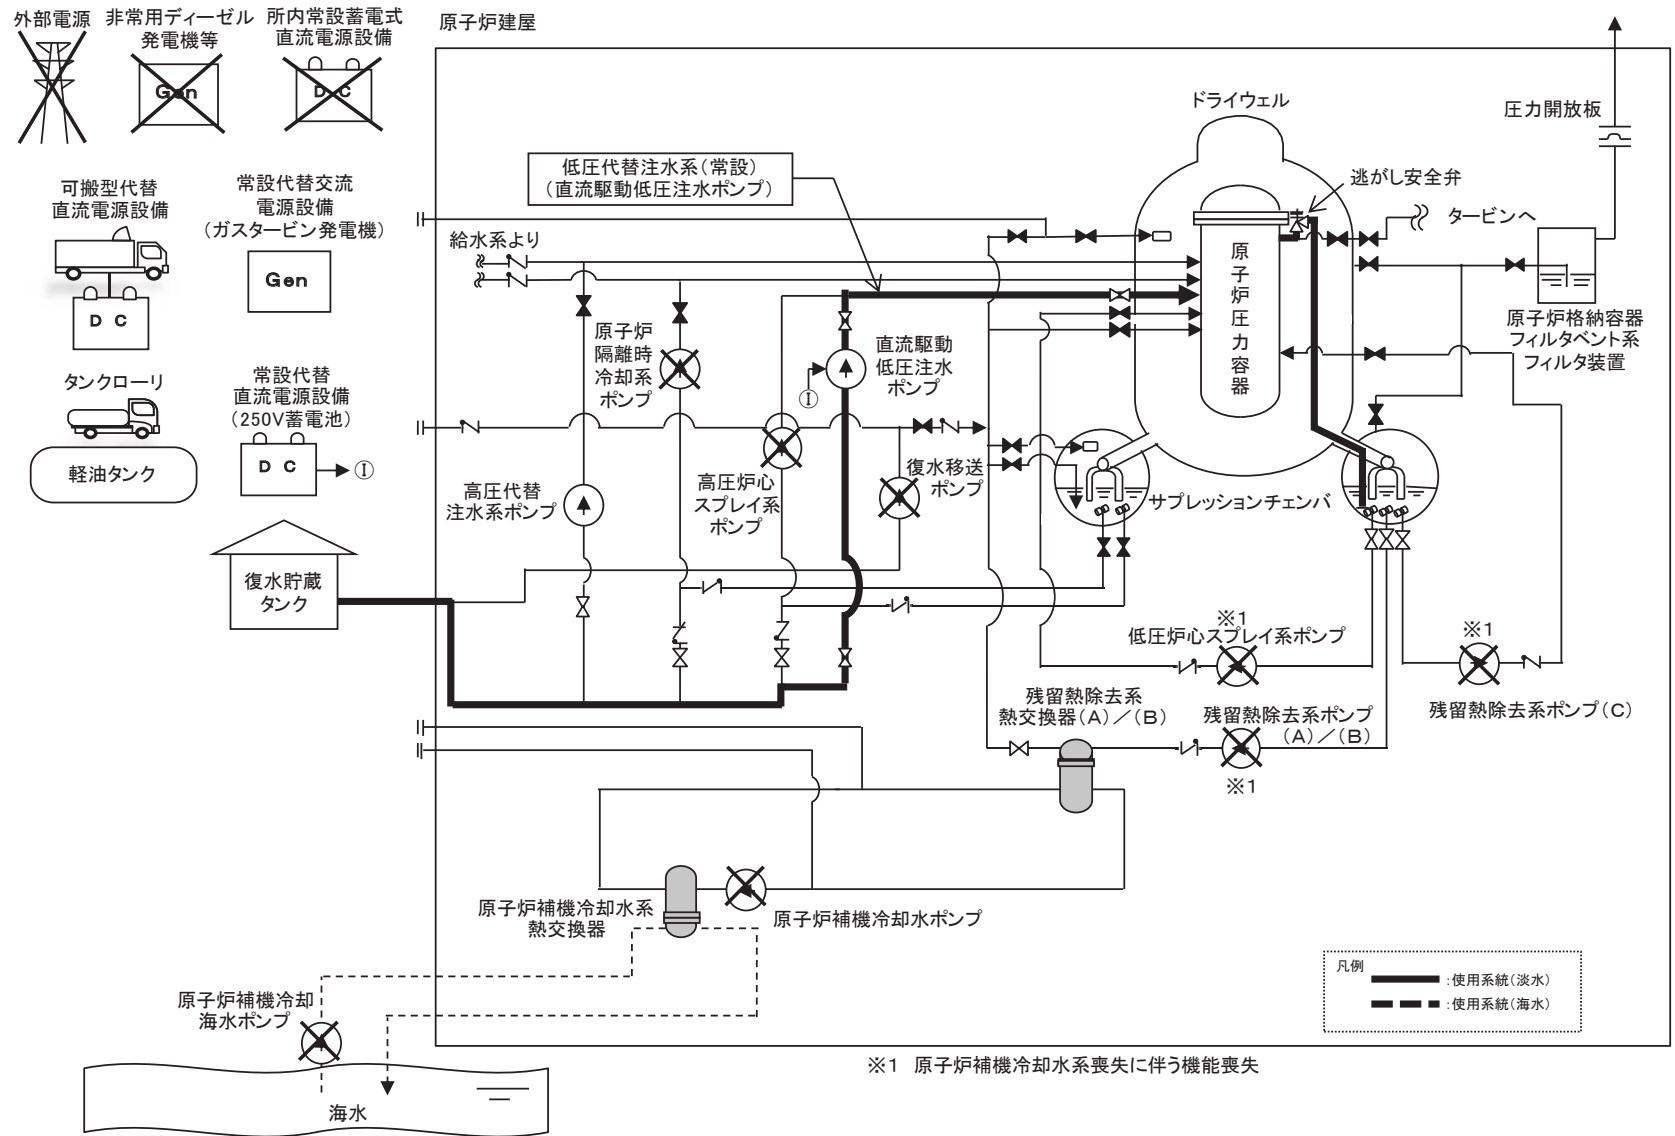 外部電源
非常用ディーゼル
発電機等
所内常設蓄電式
直流電源設備
原子炉建屋
Gen
D C
ドライウェル
圧力開放板
低圧代替注水系(常設)
(直流駆動低圧注水ポンプ)
逃がし安全弁
可搬型代替
直流電源設備
常設代替交流
電源設備
(ガスタービン発電機)
タービンへ
給水系より
Gen
D C
原子炉圧力容器
原子炉格納容器
フィルタベント系
フィルタ装置
原子炉
隔離時
冷却系
ポンプ
直流駆動
低圧注水
ポンプ
Ⓘ
タンクローリ
常設代替
直流電源設備
(250V蓄電池)
軽油タンク
D C
Ⓘ
高圧代替
注水系ポンプ
高圧炉心
スプレイ系
ポンプ
復水移送
ポンプ
サプレッションチェンバ
復水貯蔵
タンク
※1
低圧炉心スプレイ系ポンプ
※1
残留熱除去系
熱交換器(A)/(B)
残留熱除去系ポンプ
(A)/(B)
※1
残留熱除去系ポンプ(C)
原子炉補機冷却水系
熱交換器
原子炉補機冷却水ポンプ
原子炉補機冷却
海水ポンプ
海水
凡例
:使用系統(淡水)
:使用系統(海水)
※1 原子炉補機冷却水系喪失に伴う機能喪失